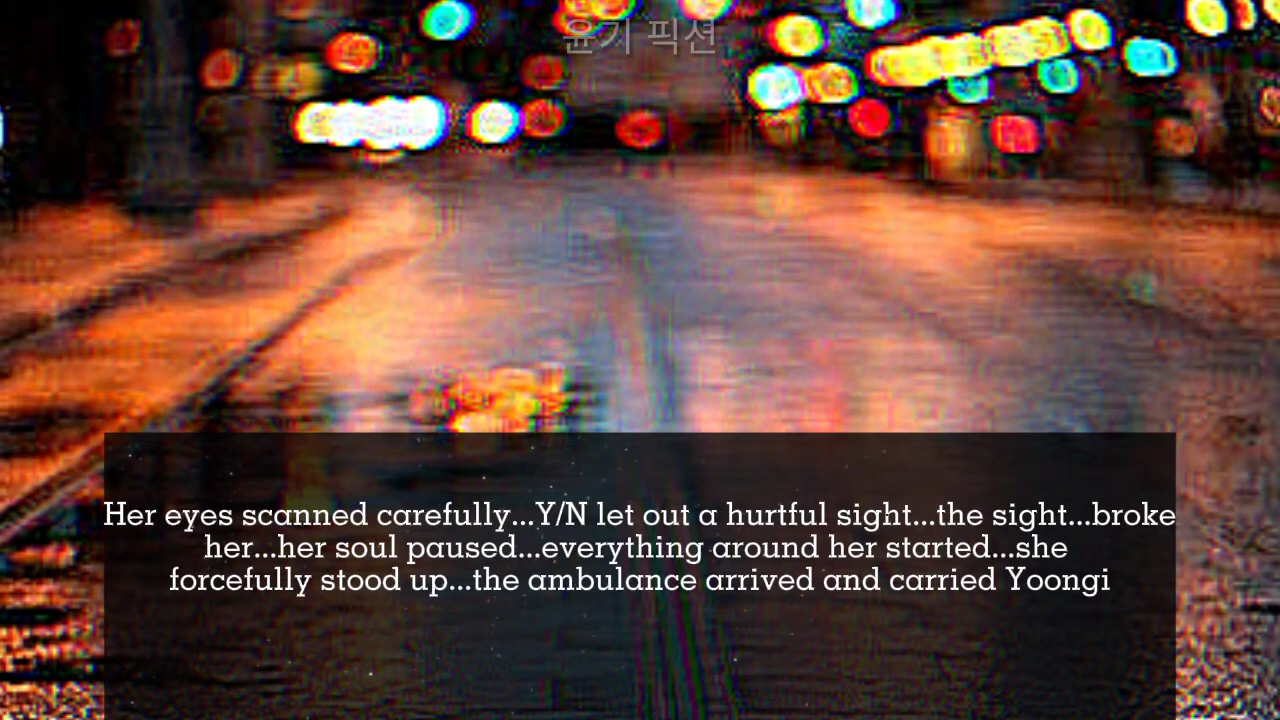 윤기 픽션
Her eyes scanned carefully...Y/N let out a hurtful sight...the sight...broke
her...her soul paused...everything around her started...she
forcefully stood up...the ambulance arrived and carried Yoongi